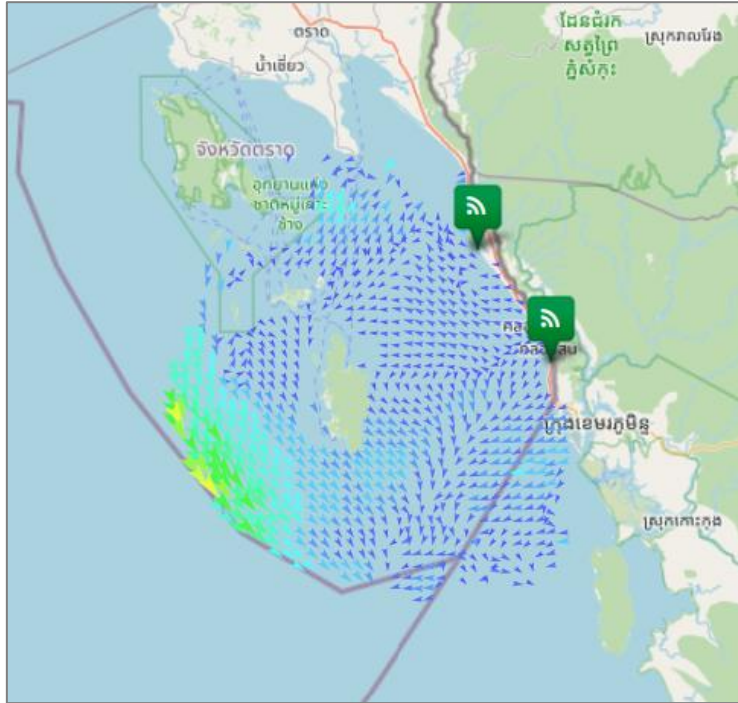 ตราด
น้ำเชี่ยว
จังหวัดตราด
อุทยานแห่ง
ชาติหมู่เกาะ
ช้าง
ដែនជំរក
សត្វព្រៃ
ភ្នំសំកុះ
ស្រុកថ្មបាំង
ក្រុងខេមរភូមិន្ទ
ស្រុកកោះកុង